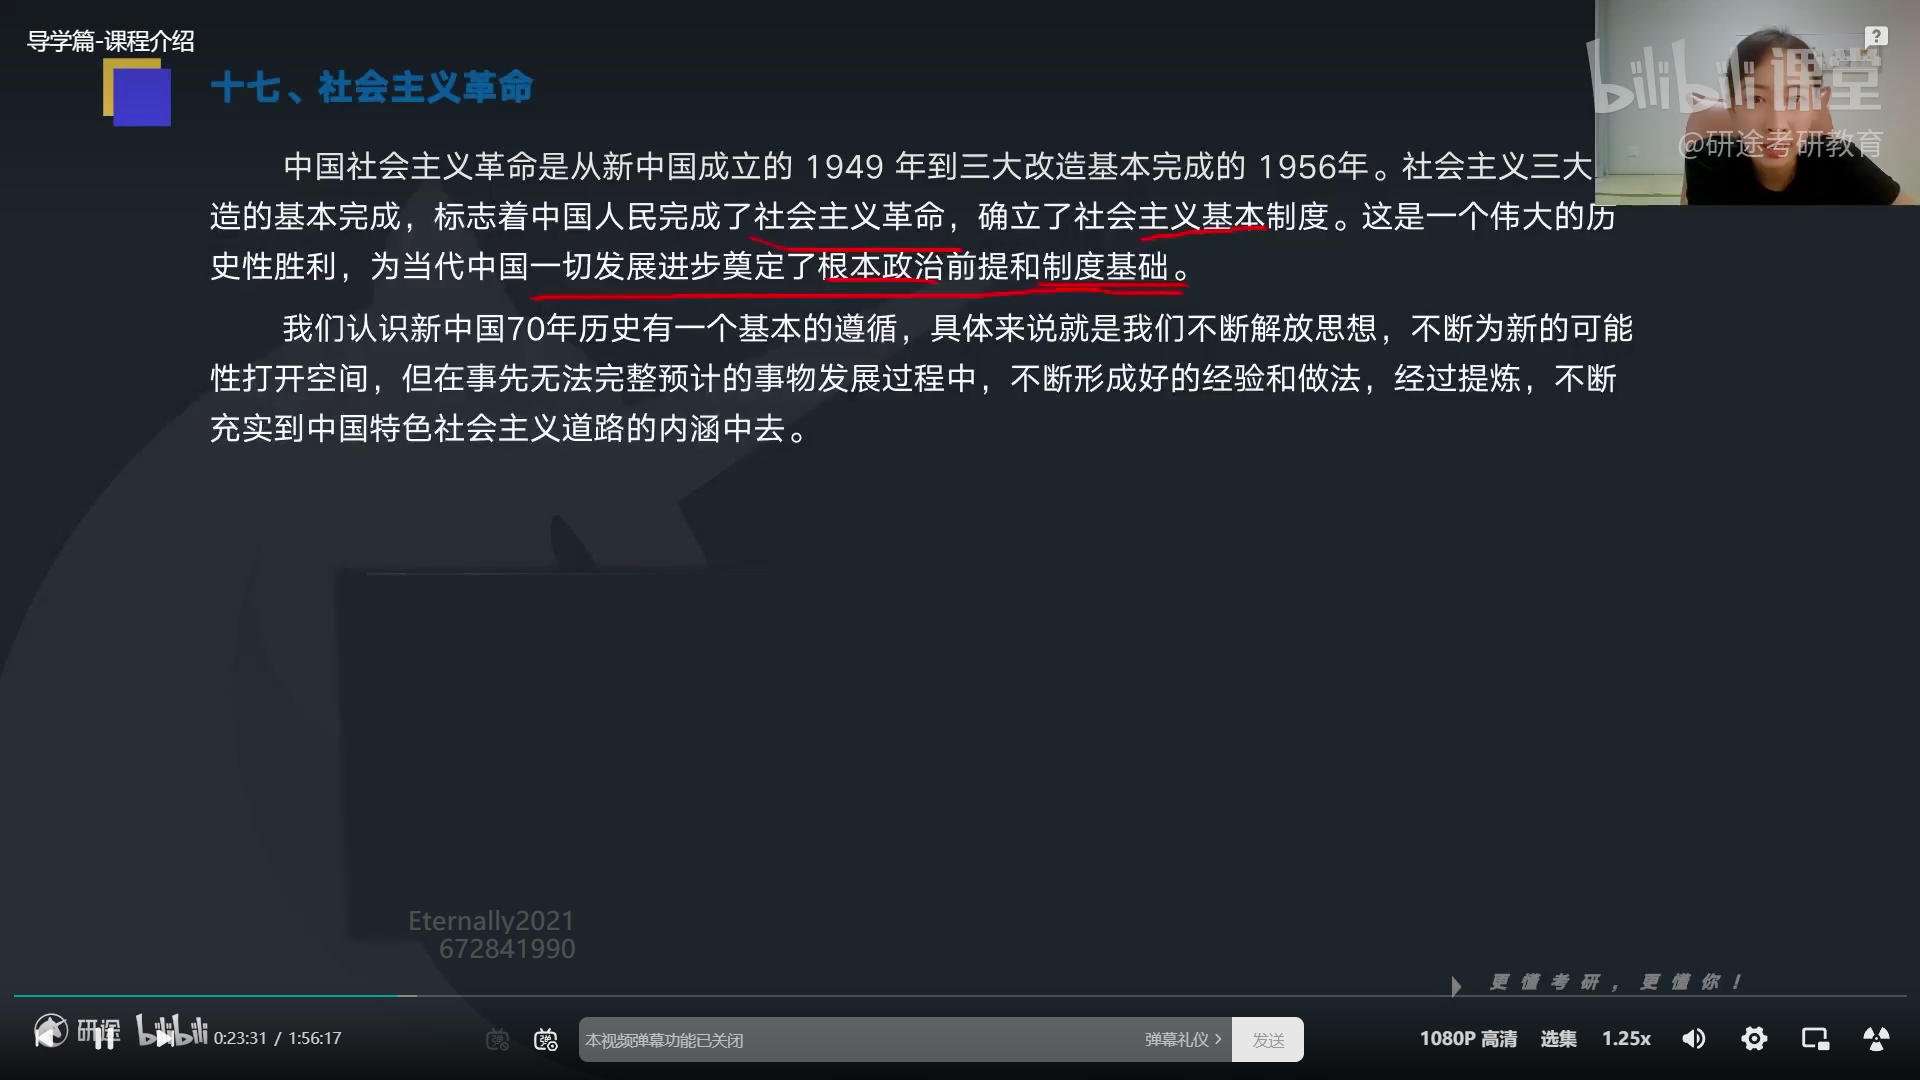 导学篇-课程介绍
十七、社会主义革命
bilibili课堂
@研途考研教育
中国社会主义革命是从新中国成立的 1949 年到三大改造基本完成的 1956年。社会主义三大
造的基本完成，标志着中国人民完成了社会主义革命，确立了社会主义基本制度。这是一个伟大的历
史性胜利，为当代中国一切发展进步奠定了根本政治前提和制度基础。
我们认识新中国70年历史有一个基本的遵循，具体来说就是我们不断解放思想，不断为新的可能
性打开空间，但在事先无法完整预计的事物发展过程中，不断形成好的经验和做法，经过提炼，不断
充实到中国特色社会主义道路的内涵中去。
Eternally2021
672841990
更懂考研，更懂你！
研途 bilibili 0:23:31 / 1:56:17 本视频弹幕功能已关闭 弹幕礼仪 > 发送 1080P 高清 选集 1.25x